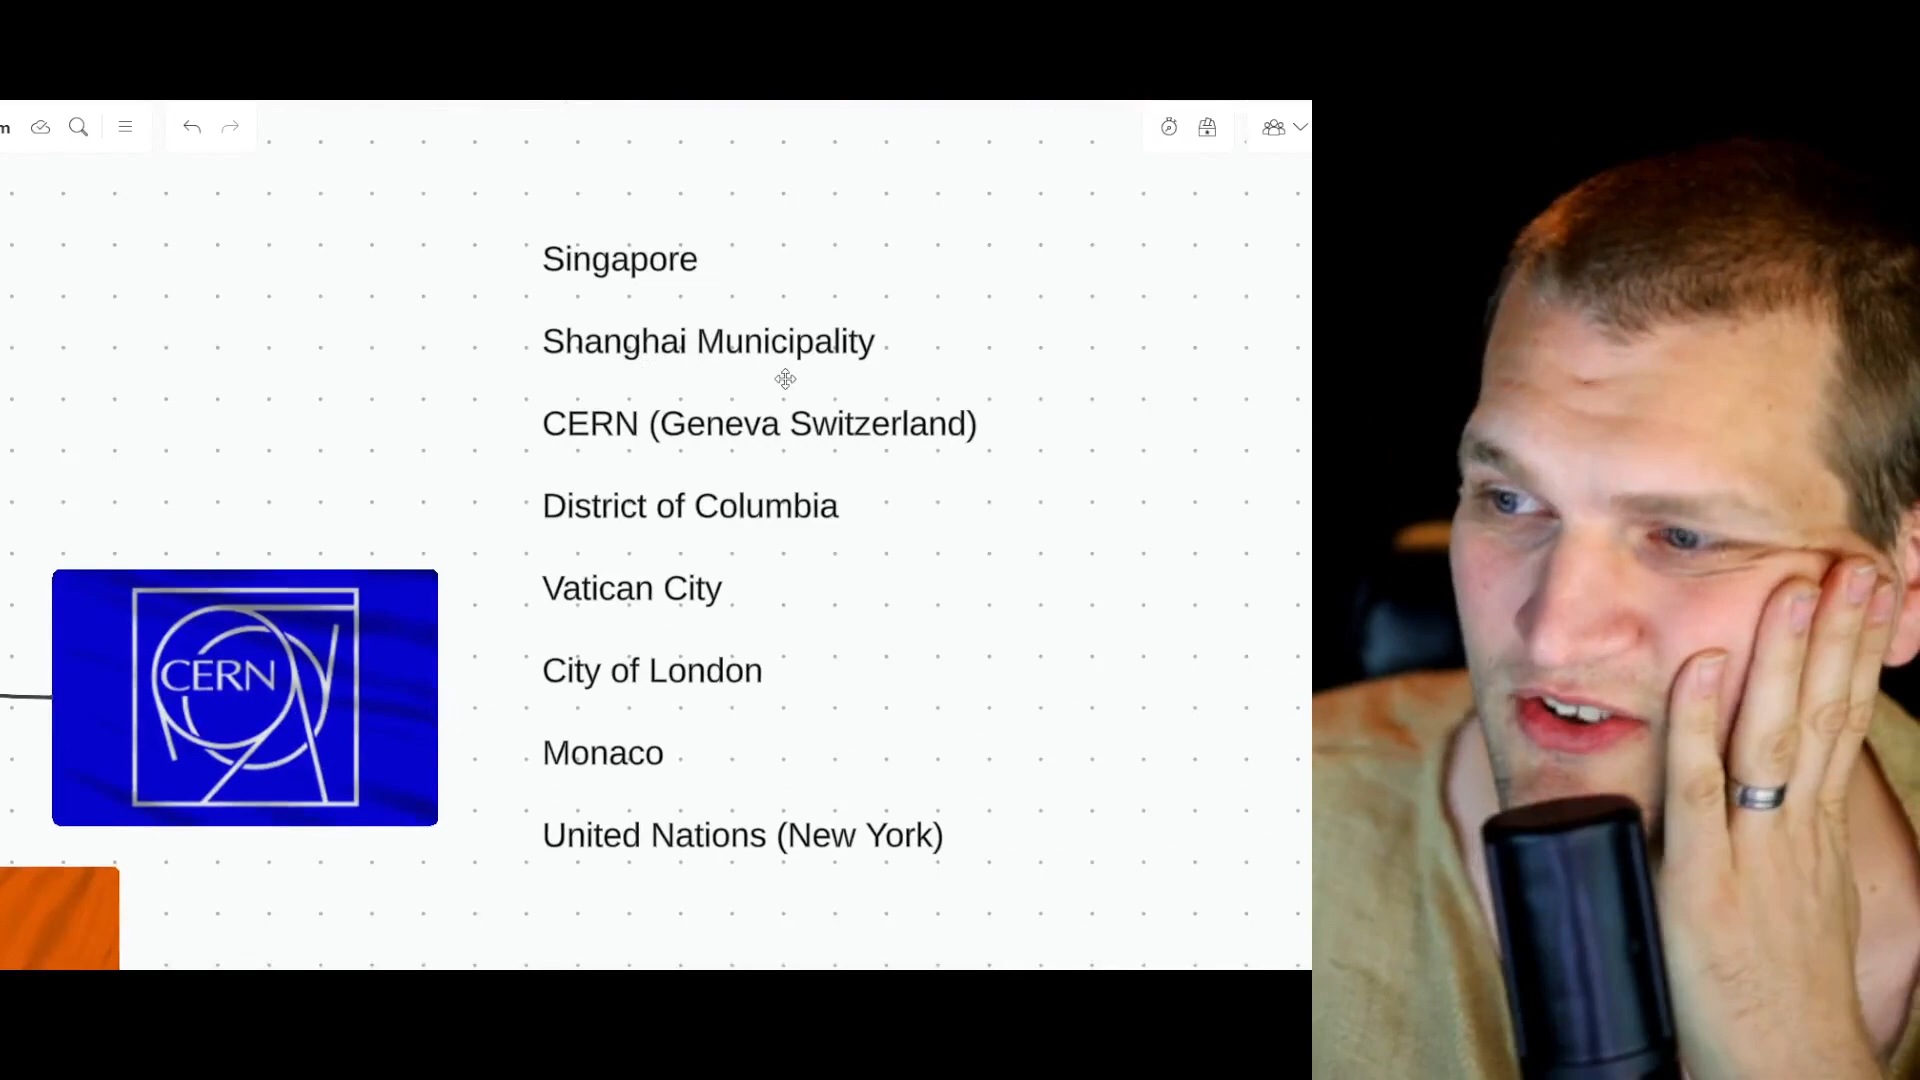 m
Singapore
Shanghai Municipality
CERN (Geneva Switzerland)
District of Columbia
Vatican City
CERN
City of London
Monaco
United Nations (New York)